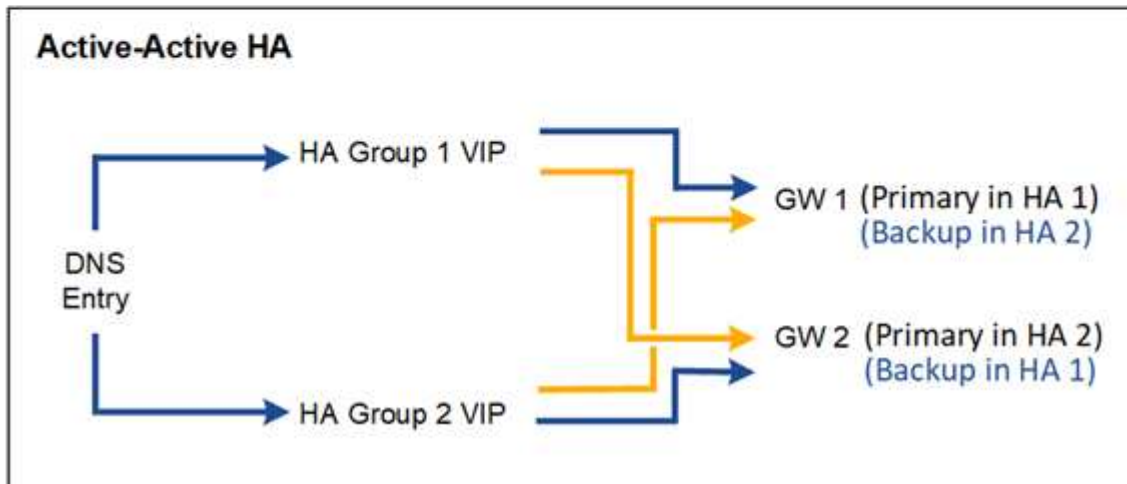 Active-Active HA
HA Group 1 VIP
GW 1 (Primary in HA 1)
(Backup in HA 2)
DNS
Entry
GW 2 (Primary in HA 2)
(Backup in HA 1)
HA Group 2 VIP